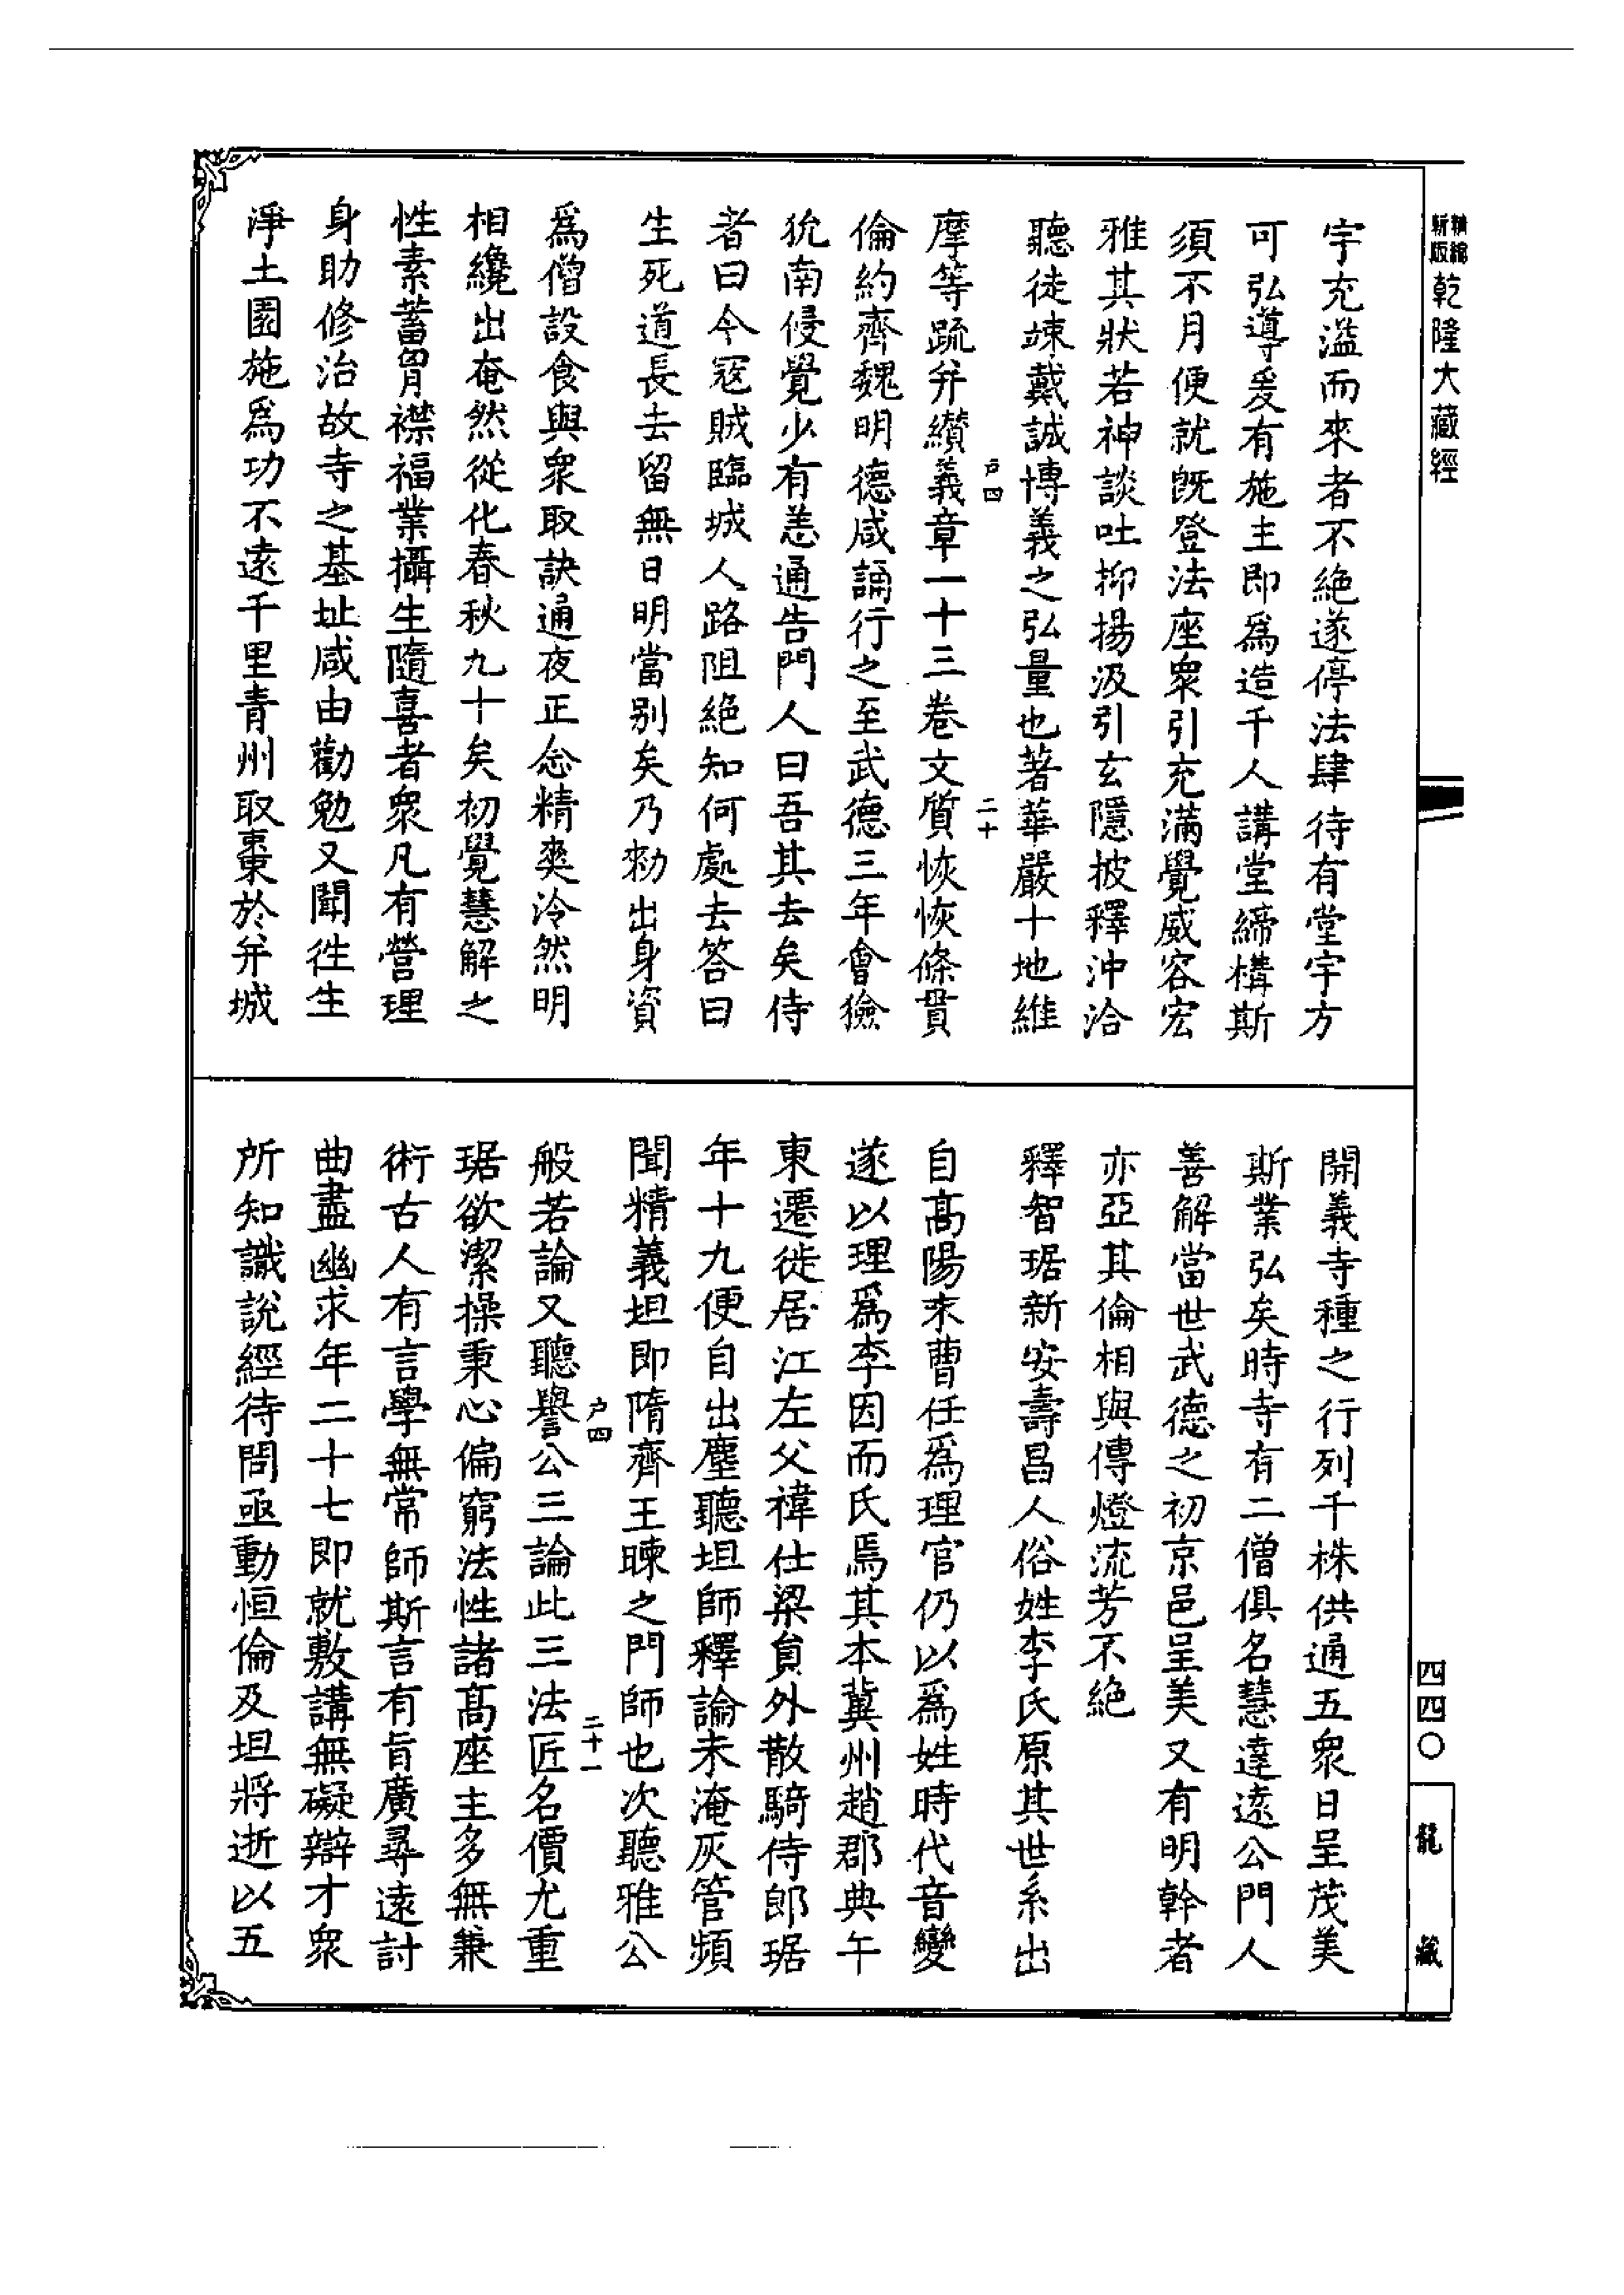 精縮
新版
乾隆大藏經
宇充溢而來者不絶遂停法肆待有堂宇方
可弘導爰有施主即爲造千人講堂締構斯
須不月便就旣登法座衆引充滿覺威容宏
雅其狀若神談吐抑揚汲引玄隱披釋沖洽
聽徒竦戴誠博義之弘量也著華嚴十地維
户四
二十
摩等疏并纘義章一十三卷文質恢恢條貫
倫約齊魏明德咸誦行之至武德三年會獫
狁南侵覺少有恙通告門人曰吾其去矣侍
者曰今寇賊臨城人路阻絶知何處去答曰
生死道長去留無日明當別矣乃勑出身資
爲僧設食與衆取訣通夜正念精爽泠然明
相纔出奄然從化春秋九十矣初覺慧解之
性素蓄胷襟福業攝生隨喜者衆凡有營理
身助修治故寺之基址咸由勸勉又聞徃生
淨土園施爲功不遠千里青州取棗於并城
開義寺種之行列千株供通五衆日呈茂美
斯業弘矣時寺有二僧俱名慧達遠公門人
善解當世武德之初京邑呈美又有明幹者
亦亞其倫相與傳燈流芳不絶
釋智琚新安壽昌人俗姓李氏原其世系出
自髙陽末曹任爲理官仍以爲姓時代音變
遂以理爲李因而氏焉其本冀州趙郡典午
東遷徙居江左父禕仕梁負外散騎侍郎琚
年十九便自出塵聽坦師釋論未淹灰管頻
聞精義坦即隋齊王暕之門師也次聽雅公
户四
二十一
般若論又聽譽公三論此三法匠名價尤重
琚欲潔操秉心偏窮法性諸髙座主多無兼
術古人有言學無常師斯言有旨廣尋遠討
曲盡幽求年二十七即就敷講無礙辯才衆
所知識說經待問亟動恒倫及坦將逝以五
四四〇
龍藏